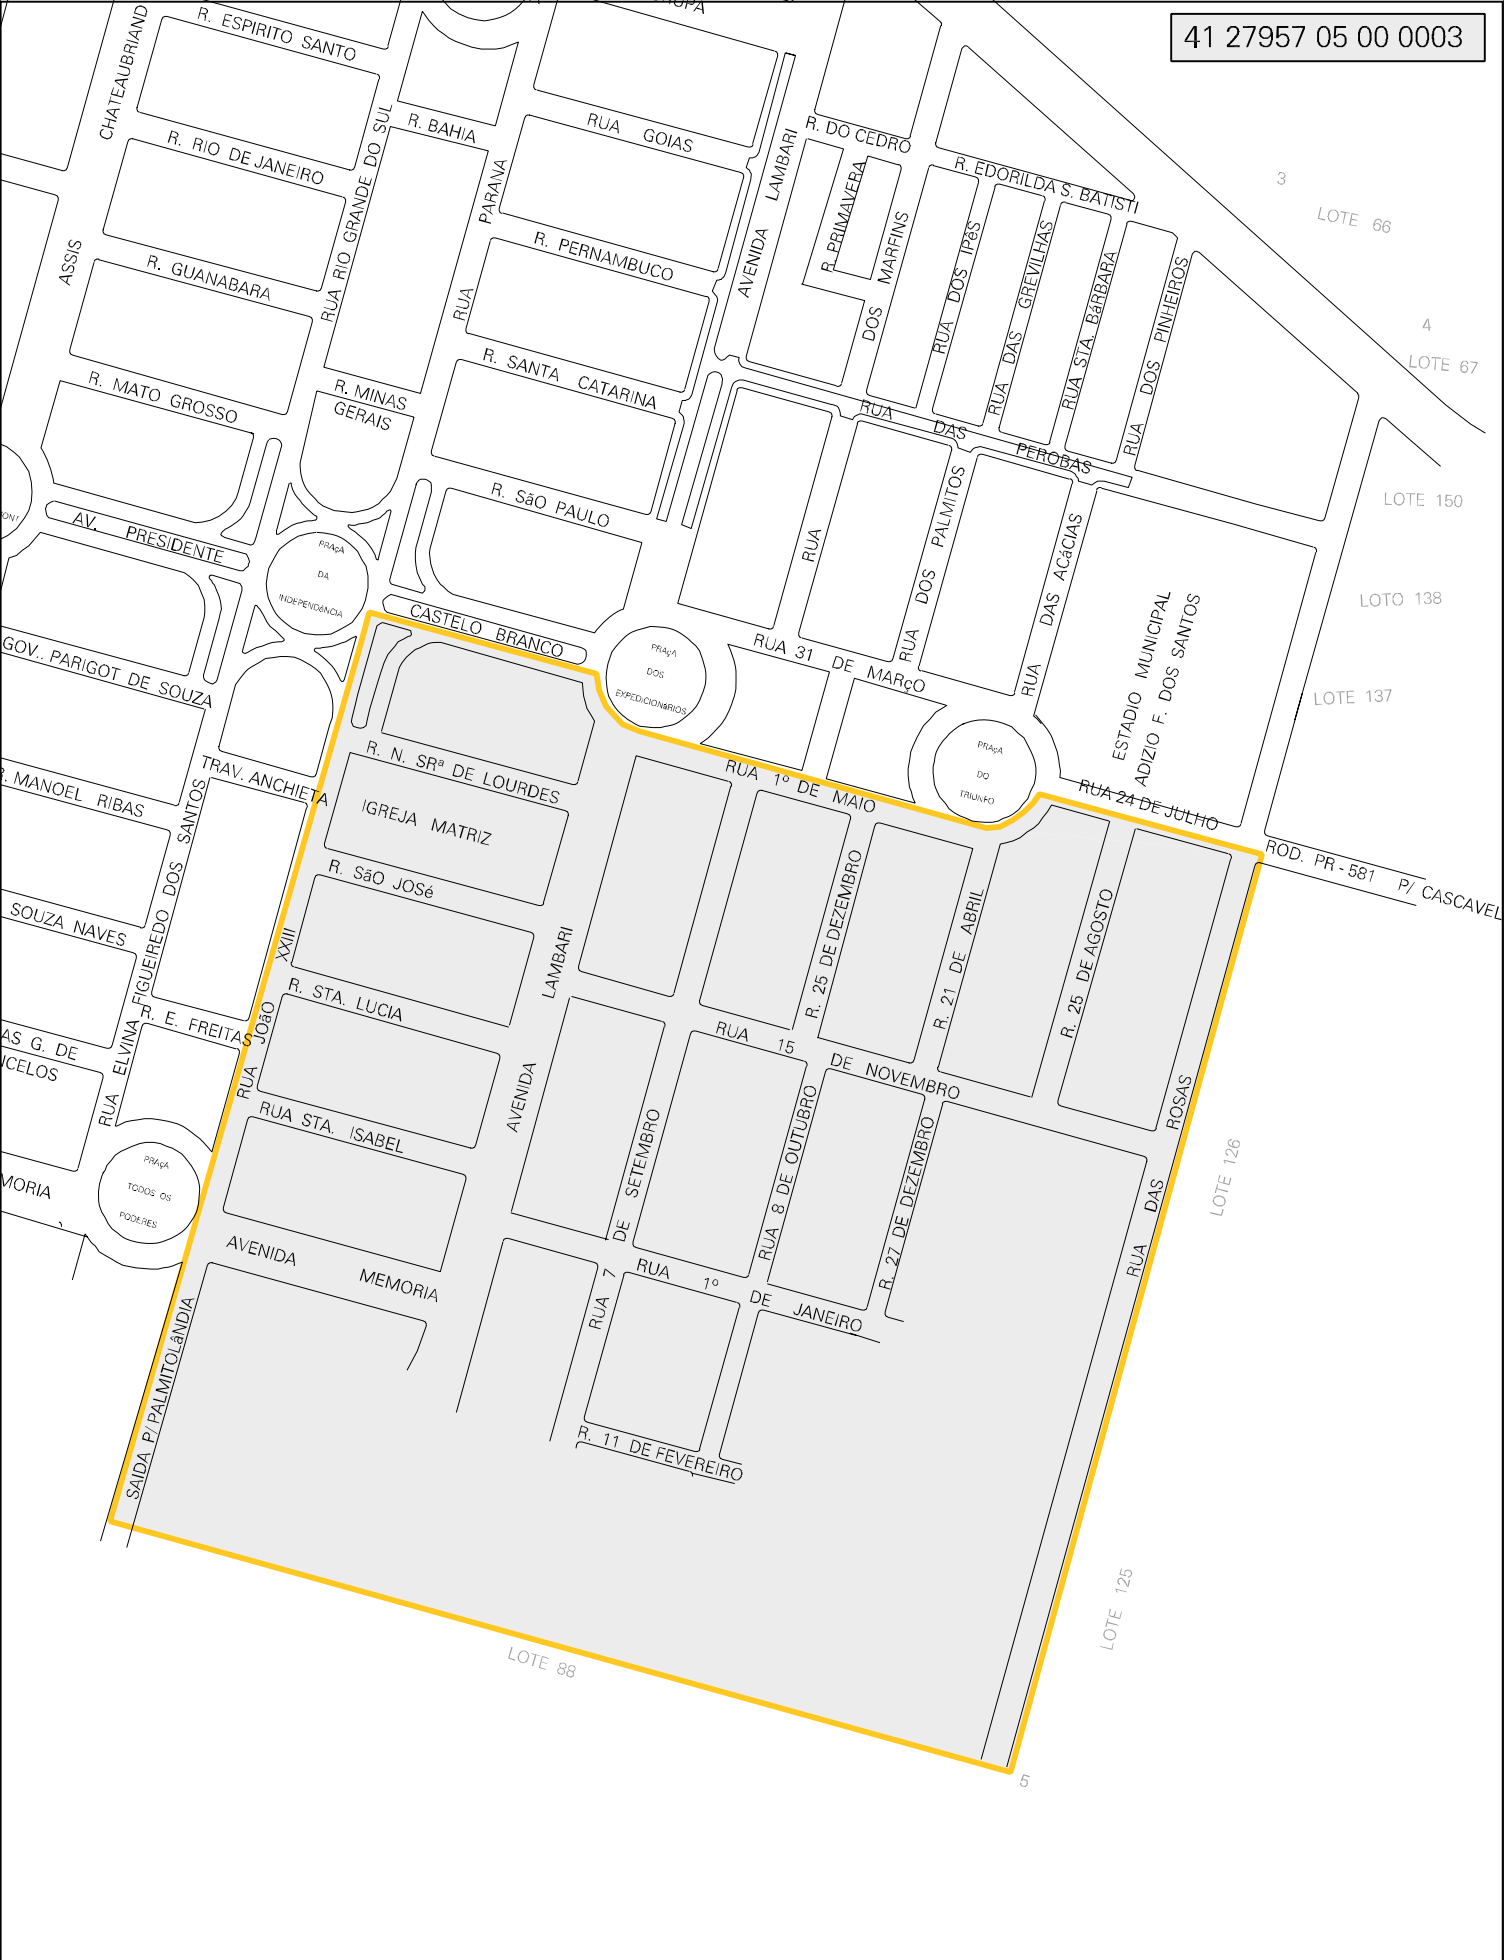 41 27957 05 00 0003
R. ESPIRITO SANTO
CHATEAUBRIAND
R. RIO DE JANEIRO
R. BAHIA
RUA GOIAS
R. DO CEDRO
R. EDORILDA S. BATISTI
3
LOTE 66
RUA RIO GRANDE DO SUL
RUA PARANA
AVENIDA LAMBARI
R. PRIMAVERA
DOS MARFINS
RUA DOS IPêS
RUA DAS GREVILHAS
RUA STA. BáRBARA
RUA DOS PINHEIROS
ASSIS
R. GUANABARA
R. PERNAMBUCO
4
LOTE 67
R. MATO GROSSO
R. MINAS
GERAIS
R. SANTA CATARINA
RUA DAS PEROBAS
R. SãO PAULO
LOTE 150
AV. PRESIDENTE
CASTELO BRANCO
PRAçA
DA
INDEPENDêNCIA
RUA
RUA DOS PALMITOS
RUA DAS ACáCIAS
LOTO 138
ESTADIO MUNICIPAL
ADIZIO F. DOS SANTOS
LOTE 137
GOV.. PARIGOT DE SOUZA
PRAçA
DOS
EXPEDICIONáRIOS
RUA 31 DE MARçO
PRAçA
DO
TRIUNFO
R. N. SRª DE LOURDES
RUA 1º DE MAIO
RUA 24 DE JULHO
TRAV. ANCHIETA
R. MANOEL RIBAS
IGREJA MATRIZ
ROD. PR - 581 P/ CASCAVEL
R. SãO JOSé
SOUZA NAVES
RUA ELVINA FIGUEIREDO DOS SANTOS
RUA JOãO XXIII
AVENIDA LAMBARI
R. 25 DE DEZEMBRO
R. 21 DE ABRIL
R. 25 DE AGOSTO
R. STA. LUCIA
R. E. FREITAS
AS G. DE
NCELOS
RUA 15 DE NOVEMBRO
RUA STA. ISABEL
RUA 7 DE SETEMBRO
RUA 8 DE OUTUBRO
R. 27 DE DEZEMBRO
RUA DAS ROSAS
LOTE 126
PRAçA
TODOS OS
PODERES
MORIA
AVENIDA MEMORIA
RUA 1º DE JANEIRO
SAIDA P/ PALMITOLâNDIA
R. 11 DE FEVEREIRO
LOTE 125
LOTE 88
5